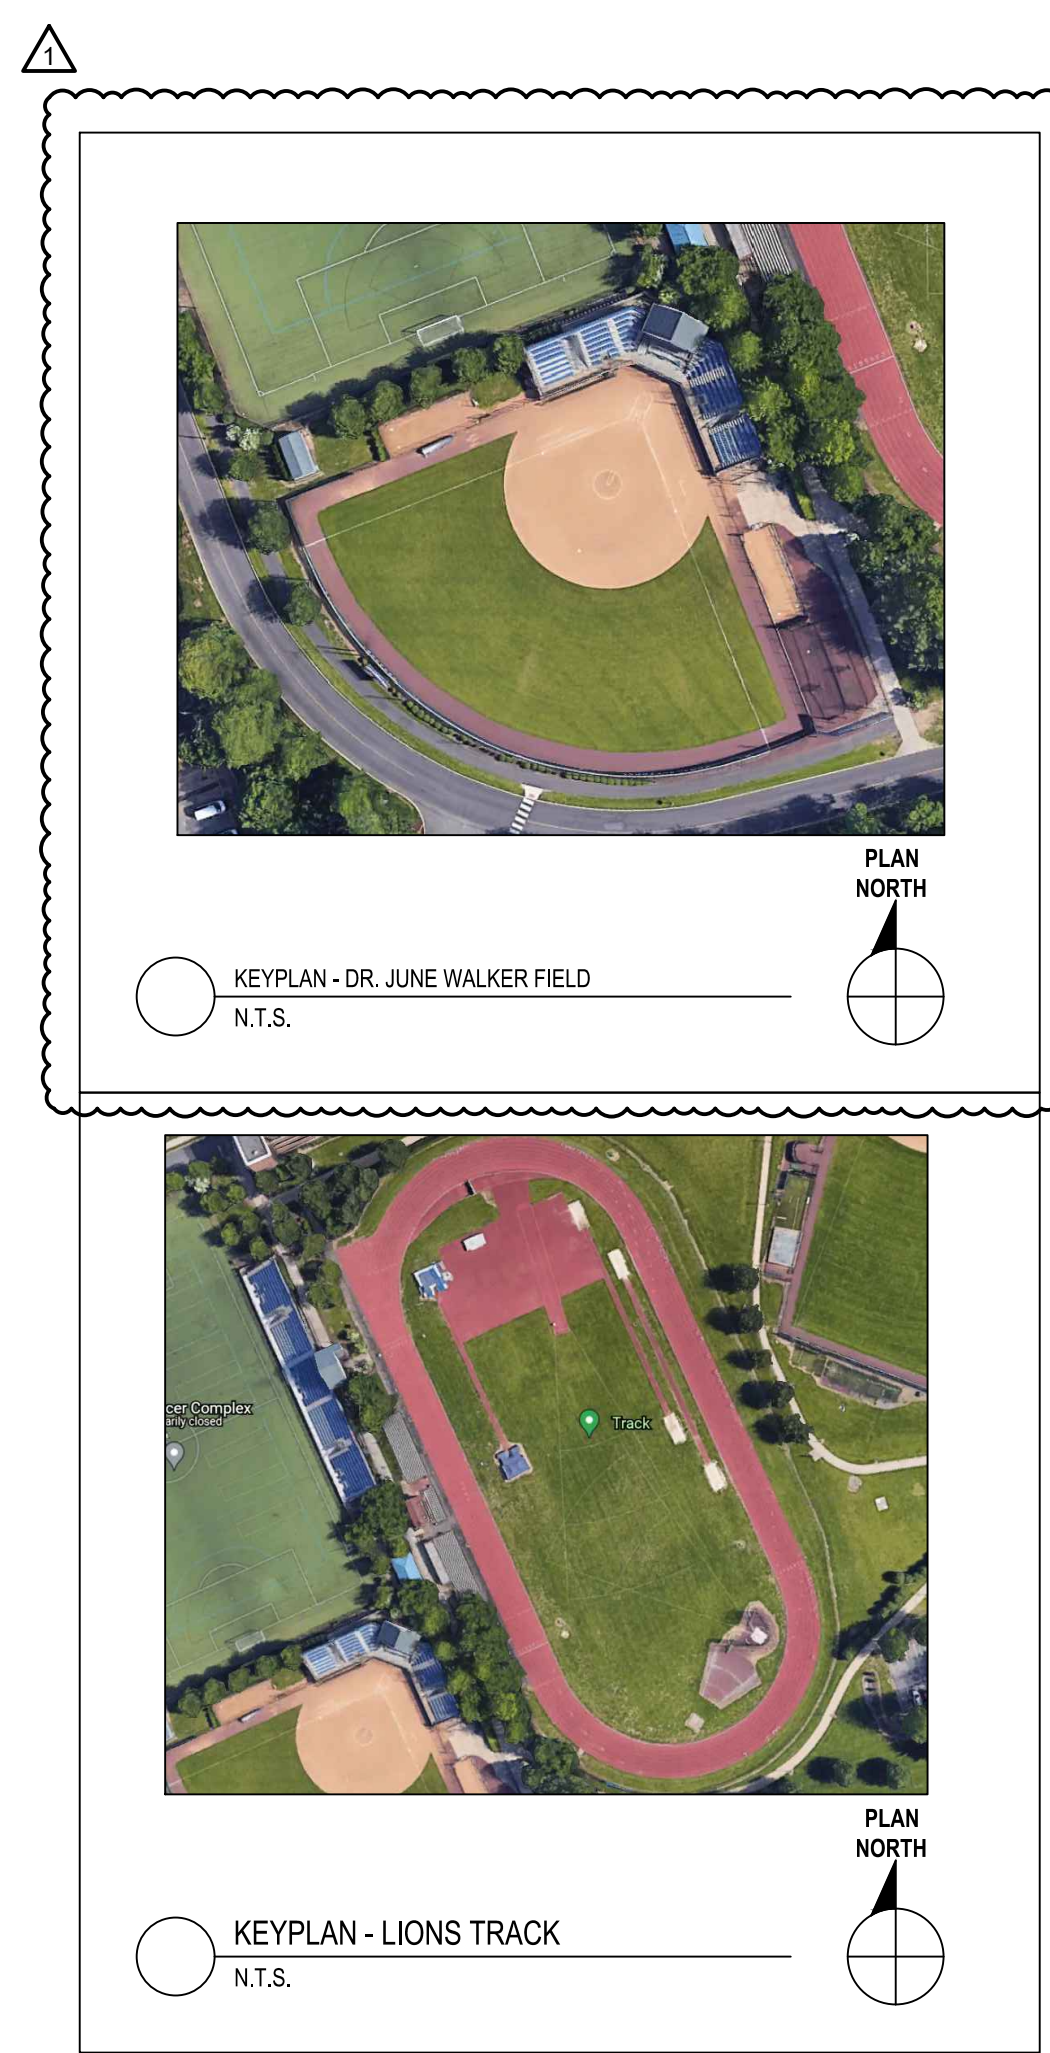 1
PLAN
NORTH
KEYPLAN - DR. JUNE WALKER FIELD
N.T.S.
cer Complex
arily closed
Track
PLAN
NORTH
KEYPLAN - LIONS TRACK
N.T.S.